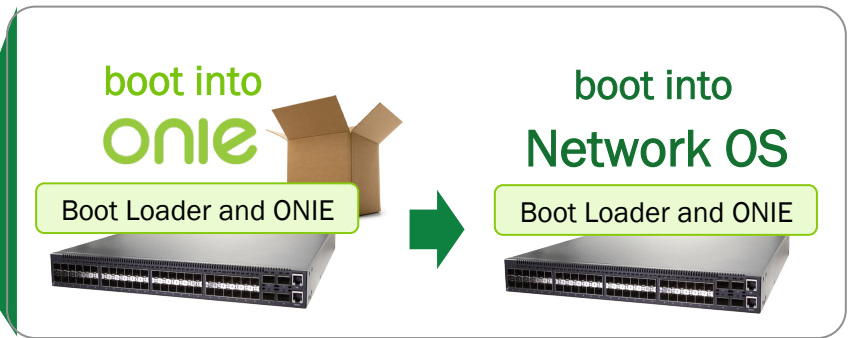 boot into
onie
Boot Loader and ONIE
boot into
Network OS
Boot Loader and ONIE